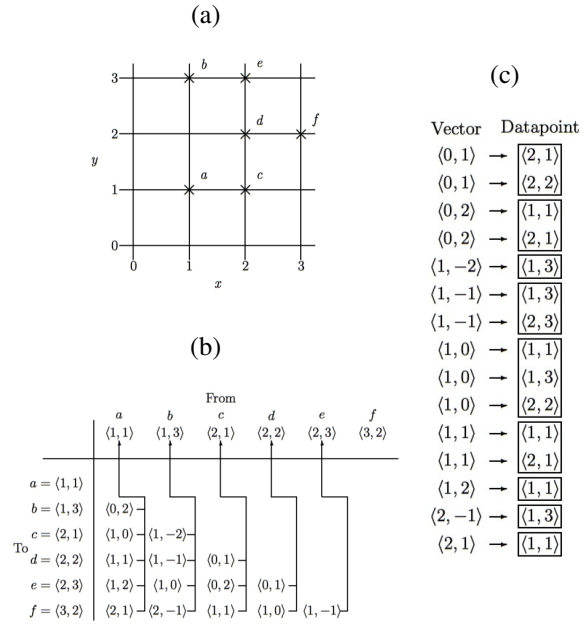 (a)
b e
3
d f
2
y
a c
1
0
0 1 2 3
x
(b)
From
a b c d e f
⟨1, 1⟩ ⟨1, 3⟩ ⟨2, 1⟩ ⟨2, 2⟩ ⟨2, 3⟩ ⟨3, 2⟩
a = ⟨1, 1⟩
b = ⟨1, 3⟩ ⟨0, 2⟩
c = ⟨2, 1⟩ ⟨1, 0⟩ ⟨1, −2⟩
To
d = ⟨2, 2⟩ ⟨1, 1⟩ ⟨1, −1⟩ ⟨0, 1⟩
e = ⟨2, 3⟩ ⟨1, 2⟩ ⟨1, 0⟩ ⟨0, 2⟩ ⟨0, 1⟩
f = ⟨3, 2⟩ ⟨2, 1⟩ ⟨2, −1⟩ ⟨1, 1⟩ ⟨1, 0⟩ ⟨1, −1⟩
(c)
Vector Datapoint
⟨0, 1⟩ → ⟨2, 1⟩
⟨0, 1⟩ → ⟨2, 2⟩
⟨0, 2⟩ → ⟨1, 1⟩
⟨0, 2⟩ → ⟨2, 1⟩
⟨1, −2⟩ → ⟨1, 3⟩
⟨1, −1⟩ → ⟨1, 3⟩
⟨1, −1⟩ → ⟨2, 3⟩
⟨1, 0⟩ → ⟨1, 1⟩
⟨1, 0⟩ → ⟨1, 3⟩
⟨1, 0⟩ → ⟨2, 2⟩
⟨1, 1⟩ → ⟨1, 1⟩
⟨1, 1⟩ → ⟨2, 1⟩
⟨1, 2⟩ → ⟨1, 1⟩
⟨2, −1⟩ → ⟨1, 3⟩
⟨2, 1⟩ → ⟨1, 1⟩